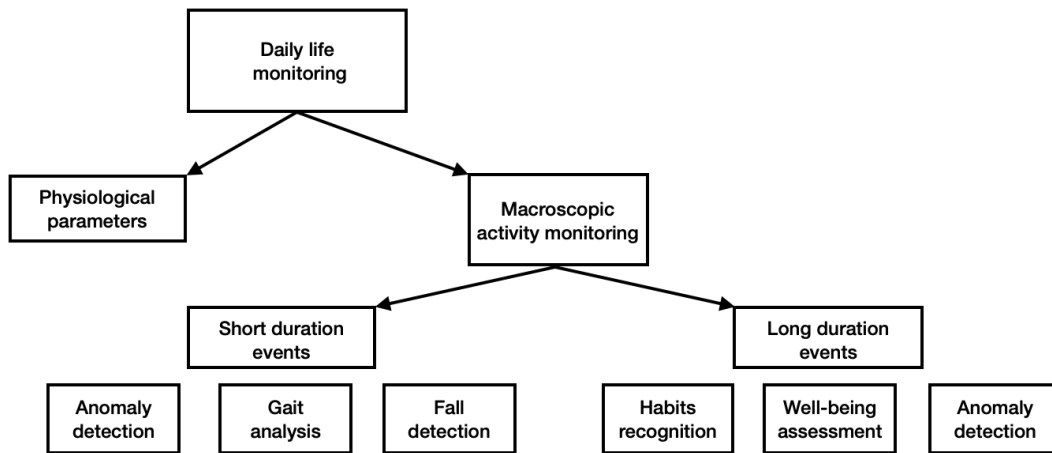 Daily life
monitoring
Physiological
parameters
Macroscopic
activity monitoring
Short duration
events
Long duration
events
Anomaly
detection
Gait
analysis
Fall
detection
Habits
recognition
Well-being
assessment
Anomaly
detection